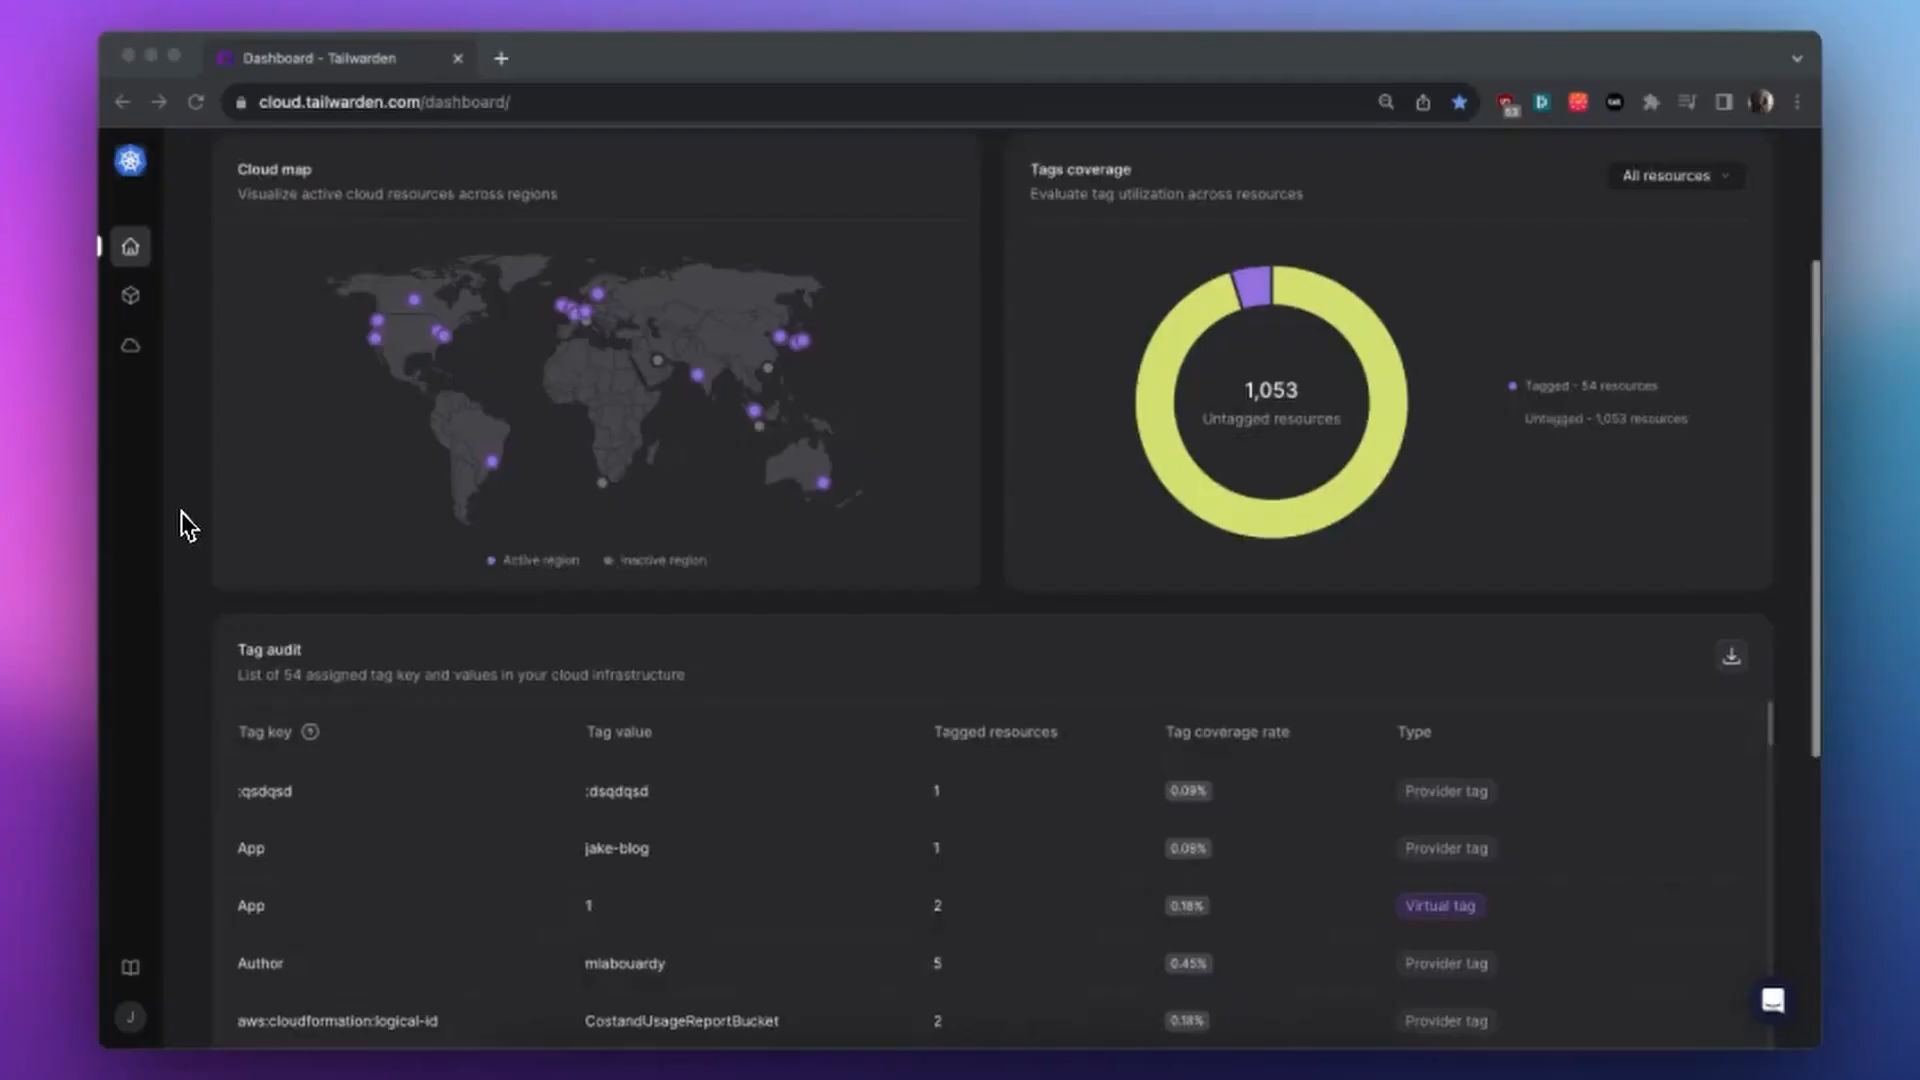 Dashboard - Tailwarden
cloud.tailwarden.com/dashboard/
Cloud map
Visualize active cloud resources across regions
Active region
Inactive region
Tags coverage
Evaluate tag utilization across resources
All resources
1,053
Untagged resources
Tagged - 54 resources
Untagged - 1,053 resources
Tag audit
List of 54 assigned tag key and values in your cloud infrastructure
Tag key ? Tag value Tagged resources Tag coverage rate Type
:qsdqsd :dsqdqsd 1 0.09% Provider tag
App jake-blog 1 0.09% Provider tag
App 1 2 0.18% Virtual tag
Author mlabouardy 5 0.45% Provider tag
aws:cloudformation:logical-id CostandUsageReportBucket 2 0.18% Provider tag
J